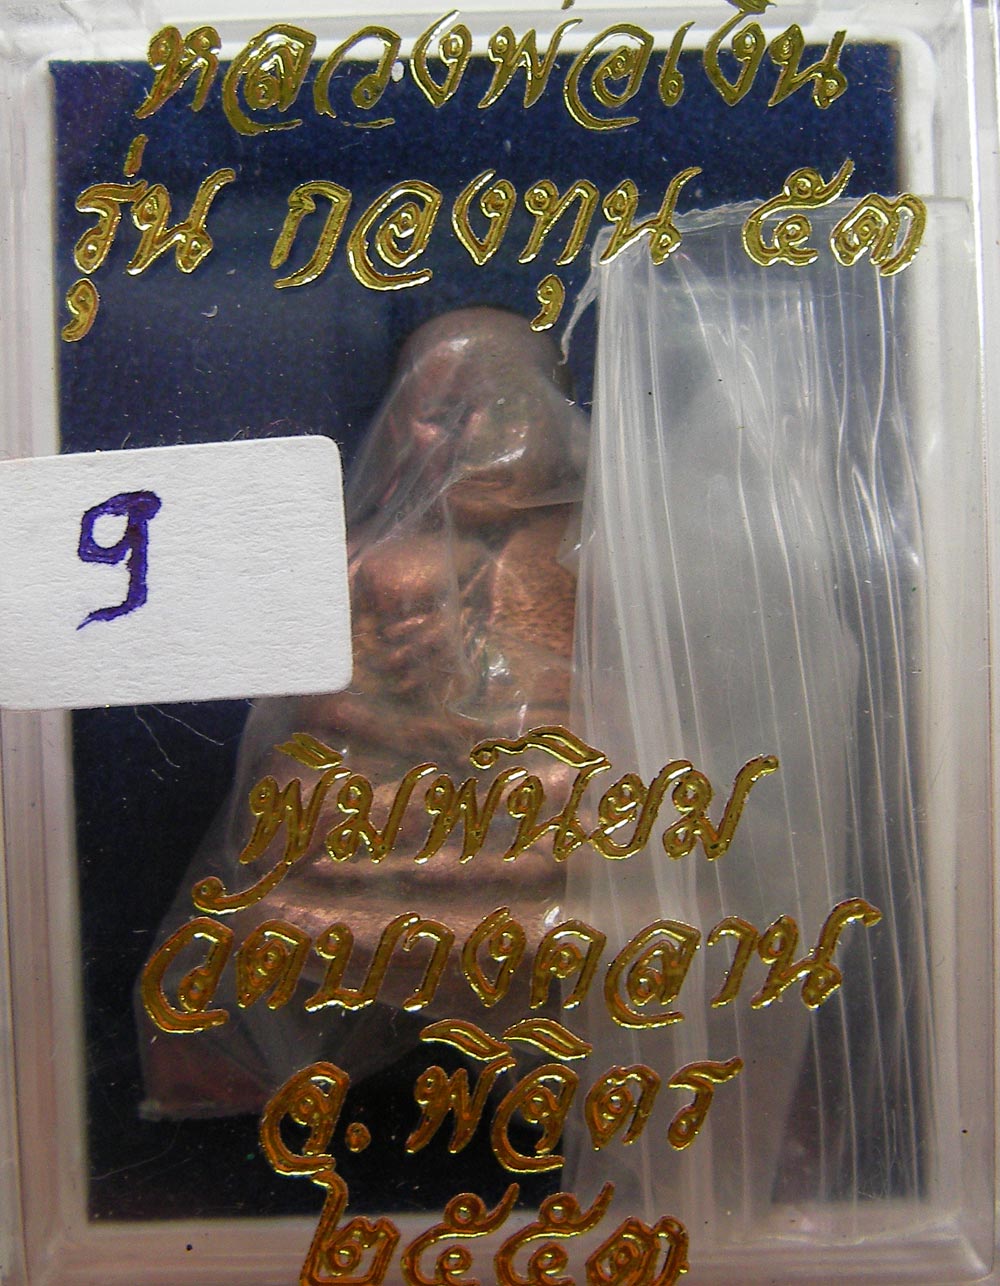 หลวงพ่อเงิน
รุ่น กองทุน ๕๓
9
พิมพ์นิยม
วัดบางคลาน
จ.พิจิตร
๒๕๕๓